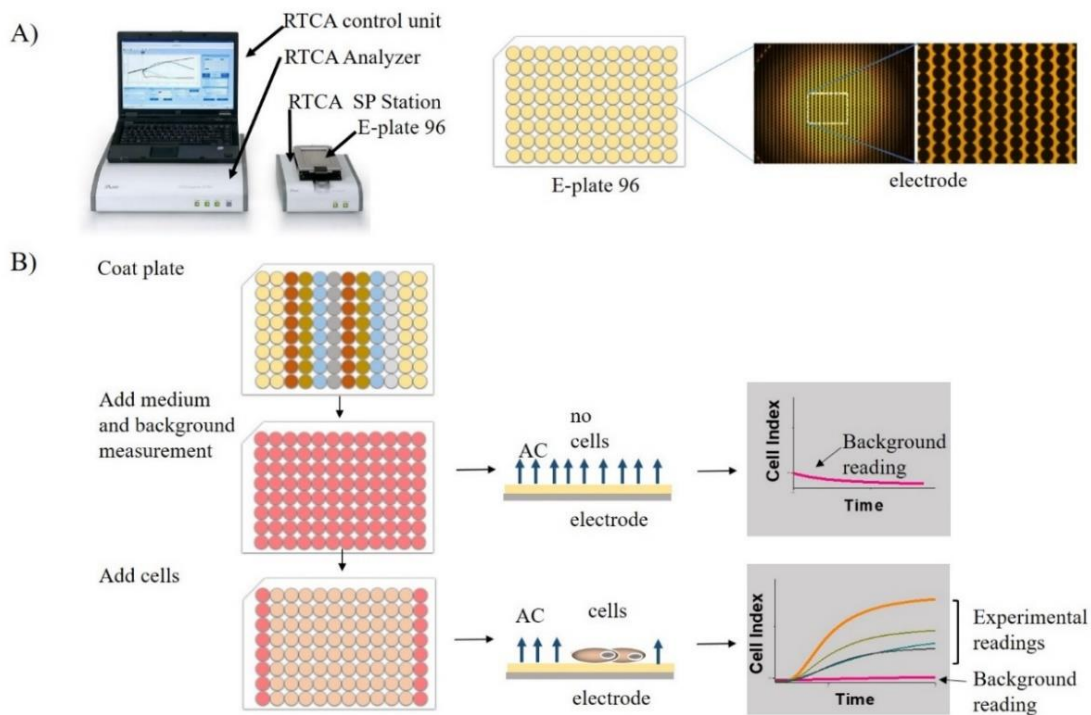 A)
RTCA control unit
RTCA Analyzer
RTCA SP Station
E-plate 96
E-plate 96
electrode
B)
Coat plate
Add medium
and background
measurement
no
cells
AC
electrode
Cell Index
Background
reading
Time
Add cells
AC
cells
electrode
Cell Index
Time
Experimental
readings
Background
reading